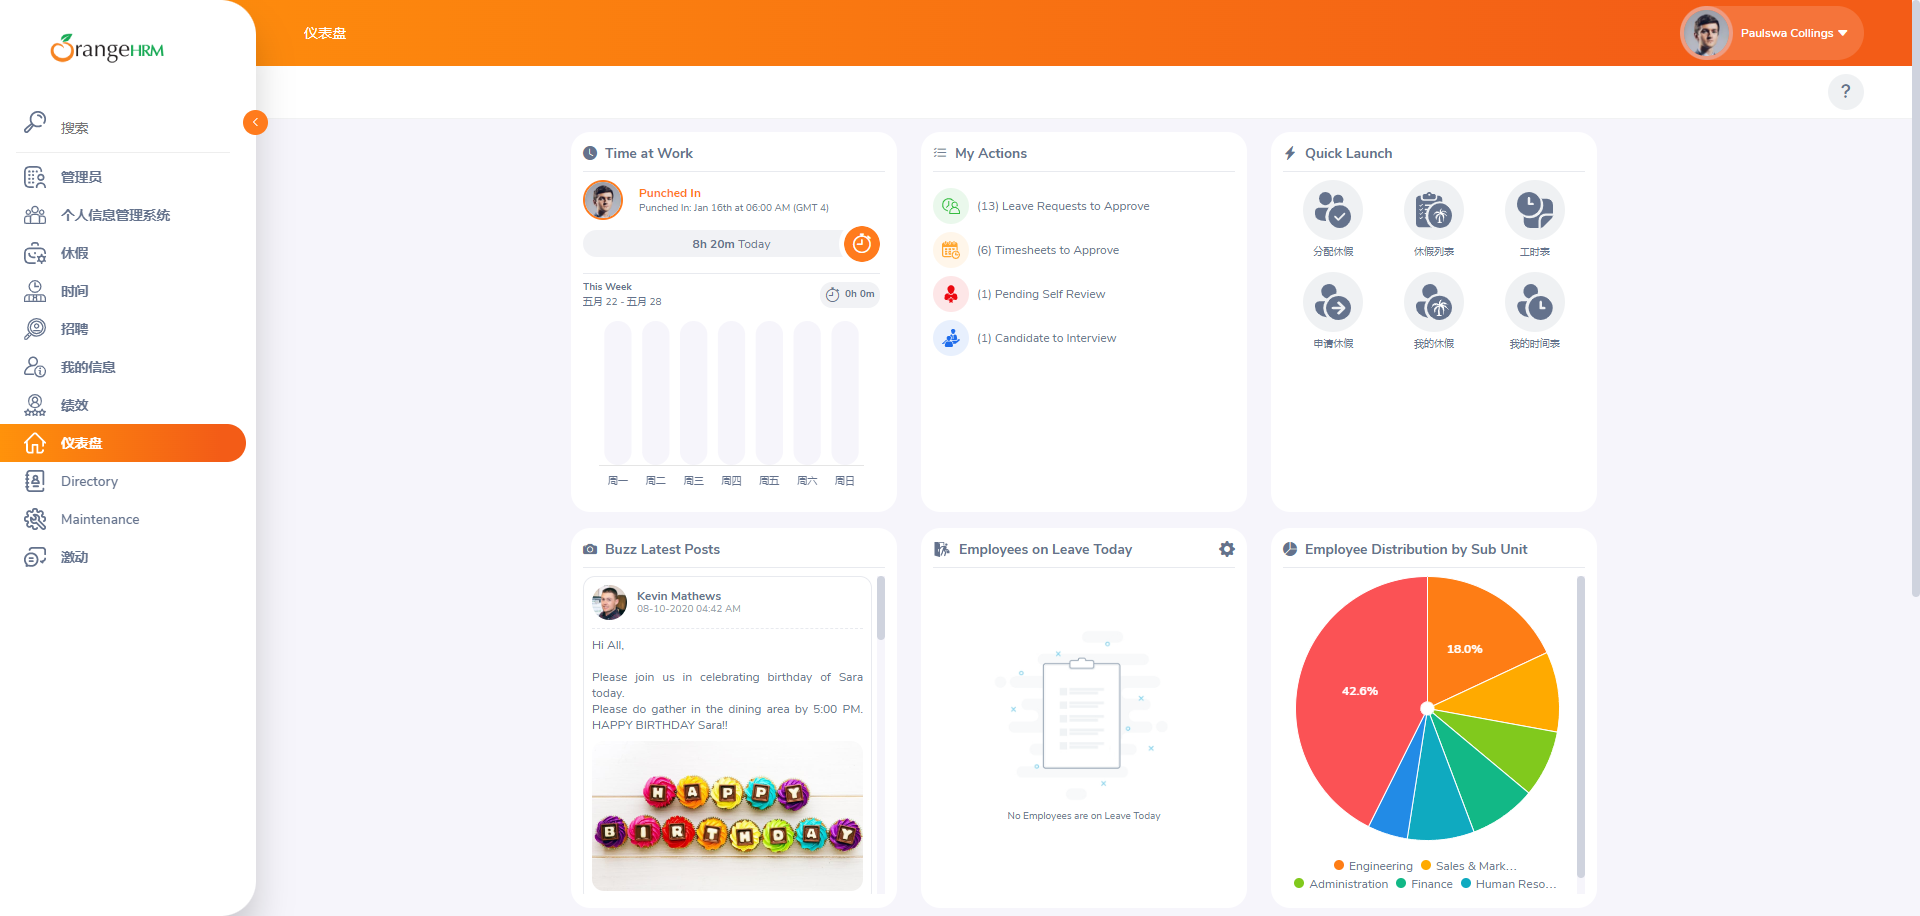 OrangeHRM
仪表盘
Paulswa Collings
?
搜索
管理员
个人信息管理系统
休假
时间
招聘
我的信息
绩效
仪表盘
Directory
Maintenance
激动
Time at Work
Punched In
Punched In: Jan 16th at 06:00 AM (GMT 4)
8h 20m Today
This Week
五月 22 - 五月 28
0h 0m
周一 周二 周三 周四 周五 周六 周日
My Actions
(13) Leave Requests to Approve
(6) Timesheets to Approve
(1) Pending Self Review
(1) Candidate to Interview
Quick Launch
分配休假 休假列表 工时表
申请休假 我的休假 我的时间表
Buzz Latest Posts
Kevin Mathews
08-10-2020 04:42 AM
Hi All,
Please join us in celebrating birthday of Sara
today.
Please do gather in the dining area by 5:00 PM.
HAPPY BIRTHDAY Sara!!
HAPPY
BIRTHDAY
Employees on Leave Today
No Employees are on Leave Today
Employee Distribution by Sub Unit
18.0%
42.6%
Engineering Sales & Mark...
Administration Finance Human Reso...